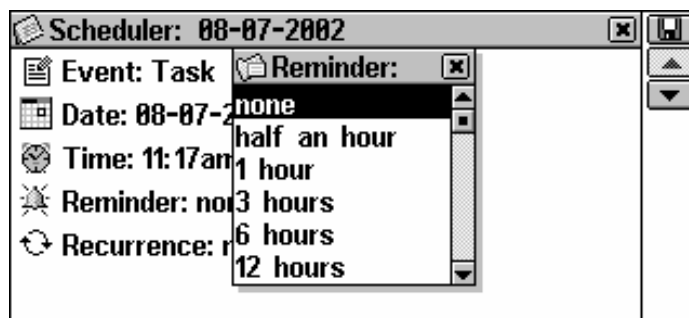 Scheduler: 08-07-2002
Event: Task
Date: 08-07-2
Time: 11:17am
Reminder: no
Recurrence:
Reminder:
none
half an hour
1 hour
3 hours
6 hours
12 hours